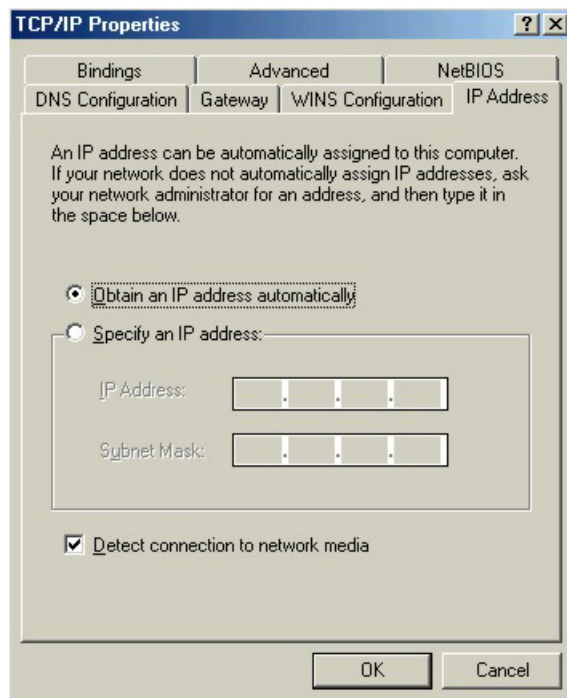 TCP/IP Properties
? ×
Bindings Advanced NetBIOS
DNS Configuration Gateway WINS Configuration IP Address
An IP address can be automatically assigned to this computer.
If your network does not automatically assign IP addresses, ask
your network administrator for an address, and then type it in
the space below.
Obtain an IP address automatically
Specify an IP address:
IP Address: . . .
Subnet Mask: . . .
Detect connection to network media
OK Cancel